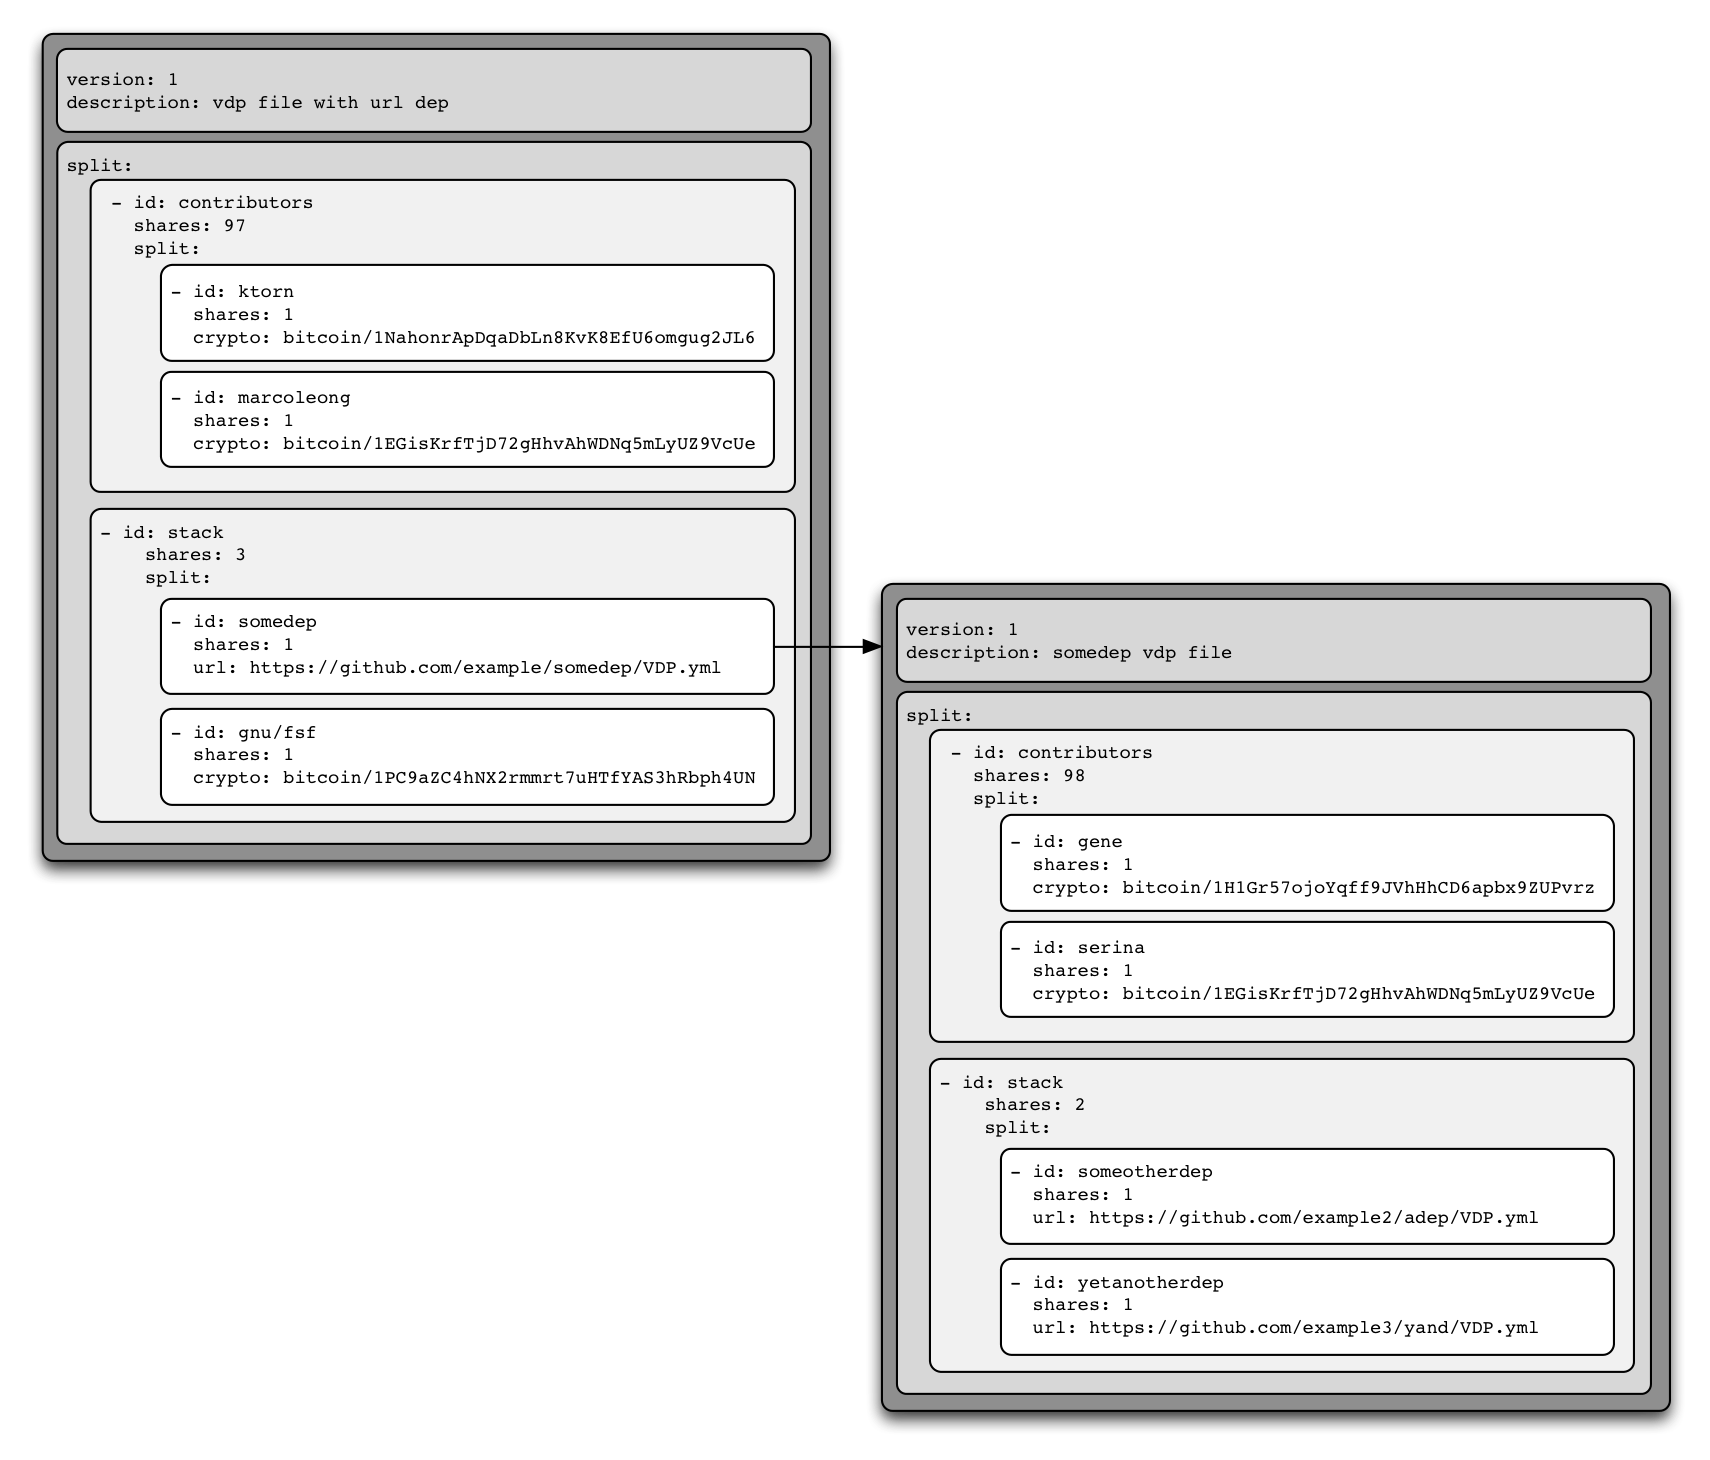 version: 1
description: vdp file with url dep
split:
- id: contributors
shares: 97
split:
- id: ktorn
shares: 1
crypto: bitcoin/1NahonrApDqaDbLn8KvK8EfU6omgug2JL6
- id: marcoleong
shares: 1
crypto: bitcoin/1EGisKrfTjD72gHhvAhWDNq5mLyUZ9VcUe
- id: stack
shares: 3
split:
- id: somedep
shares: 1
url: https://github.com/example/somedep/VDP.yml
- id: gnu/fsf
shares: 1
crypto: bitcoin/1PC9aZC4hNX2rmmrt7uHTfYAS3hRbph4UN
version: 1
description: somedep vdp file
split:
- id: contributors
shares: 98
split:
- id: gene
shares: 1
crypto: bitcoin/1H1Gr57ojoYqff9JVhHhCD6apbx9ZUPvrz
- id: serina
shares: 1
crypto: bitcoin/1EGisKrfTjD72gHhvAhWDNq5mLyUZ9VcUe
- id: stack
shares: 2
split:
- id: someotherdep
shares: 1
url: https://github.com/example2/adep/VDP.yml
- id: yetanotherdep
shares: 1
url: https://github.com/example3/yand/VDP.yml